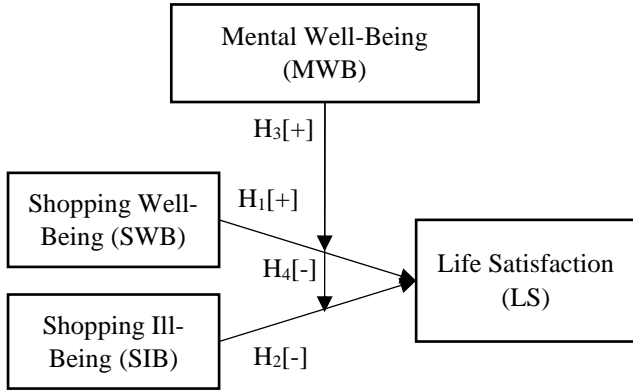 Mental Well-Being
(MWB)
H₃[+]
Shopping Well-
Being (SWB)
H₁[+]
H₄[-]
Life Satisfaction
(LS)
Shopping Ill-
Being (SIB)
H₂[-]